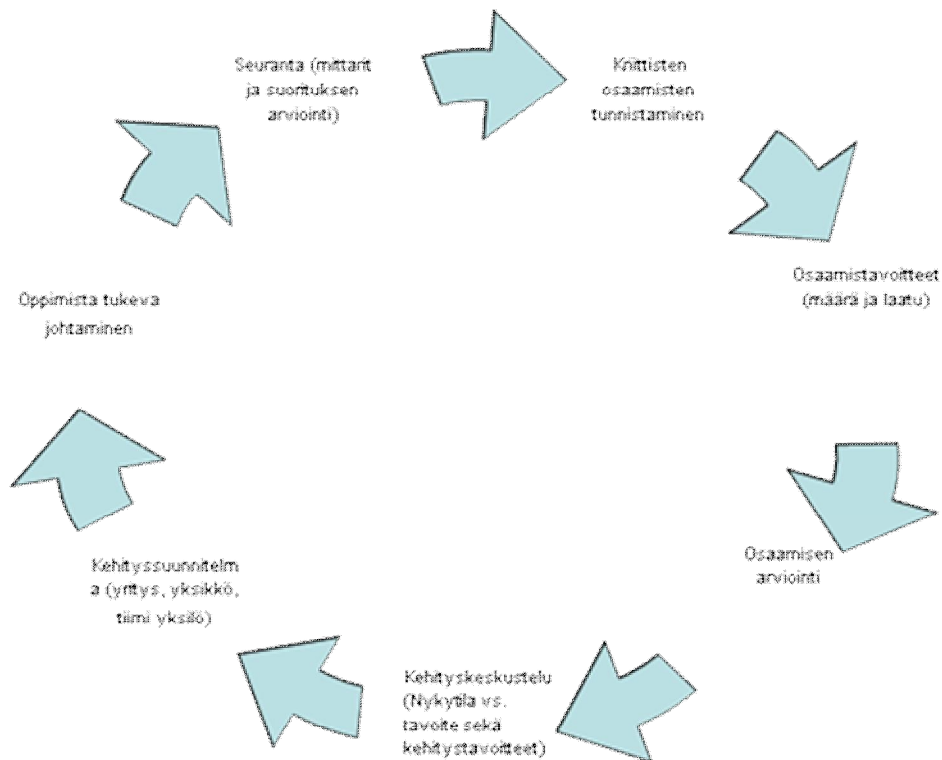 Seuranta (mittarit
ja suorituksen
arviointi)
Kriittisten
osaamisten
tunnistaminen
Osaamistavoitteet
(määrä ja laatu)
Osaamisen
arviointi
Kehityskeskustelu
(Nykytila vs.
tavoite sekä
kehitystavoitteet)
Kehityssuunnitelm
a (yritys, yksikkö,
tiimi yksilö)
Oppimista tukeva
johtaminen